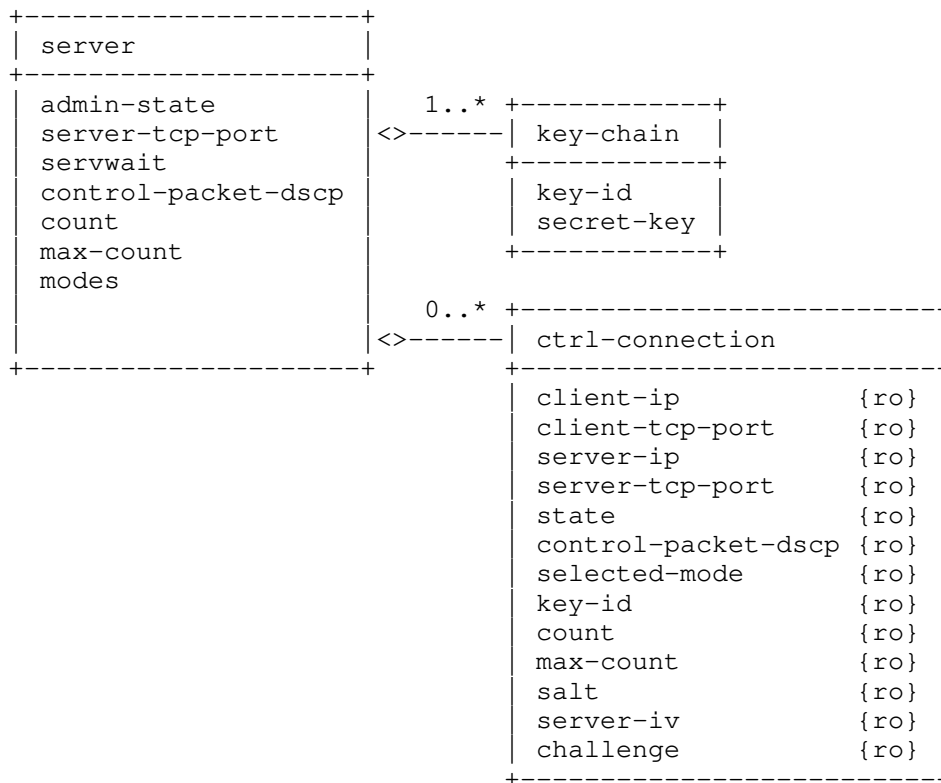 +---------------------+
| server              |
+---------------------+
| admin-state         |   1..* +------------+
| server-tcp-port     |<>------| key-chain  |
| servwait            |        +------------+
| control-packet-dscp |        | key-id     |
| count               |        | secret-key |
| max-count           |        +------------+
| modes               |
|                     |   0..* +--------------------------
|                     |<>------| ctrl-connection
+---------------------+        +--------------------------
                               | client-ip           {ro}
                               | client-tcp-port     {ro}
                               | server-ip           {ro}
                               | server-tcp-port     {ro}
                               | state               {ro}
                               | control-packet-dscp {ro}
                               | selected-mode       {ro}
                               | key-id              {ro}
                               | count               {ro}
                               | max-count           {ro}
                               | salt                {ro}
                               | server-iv           {ro}
                               | challenge           {ro}
                               +--------------------------